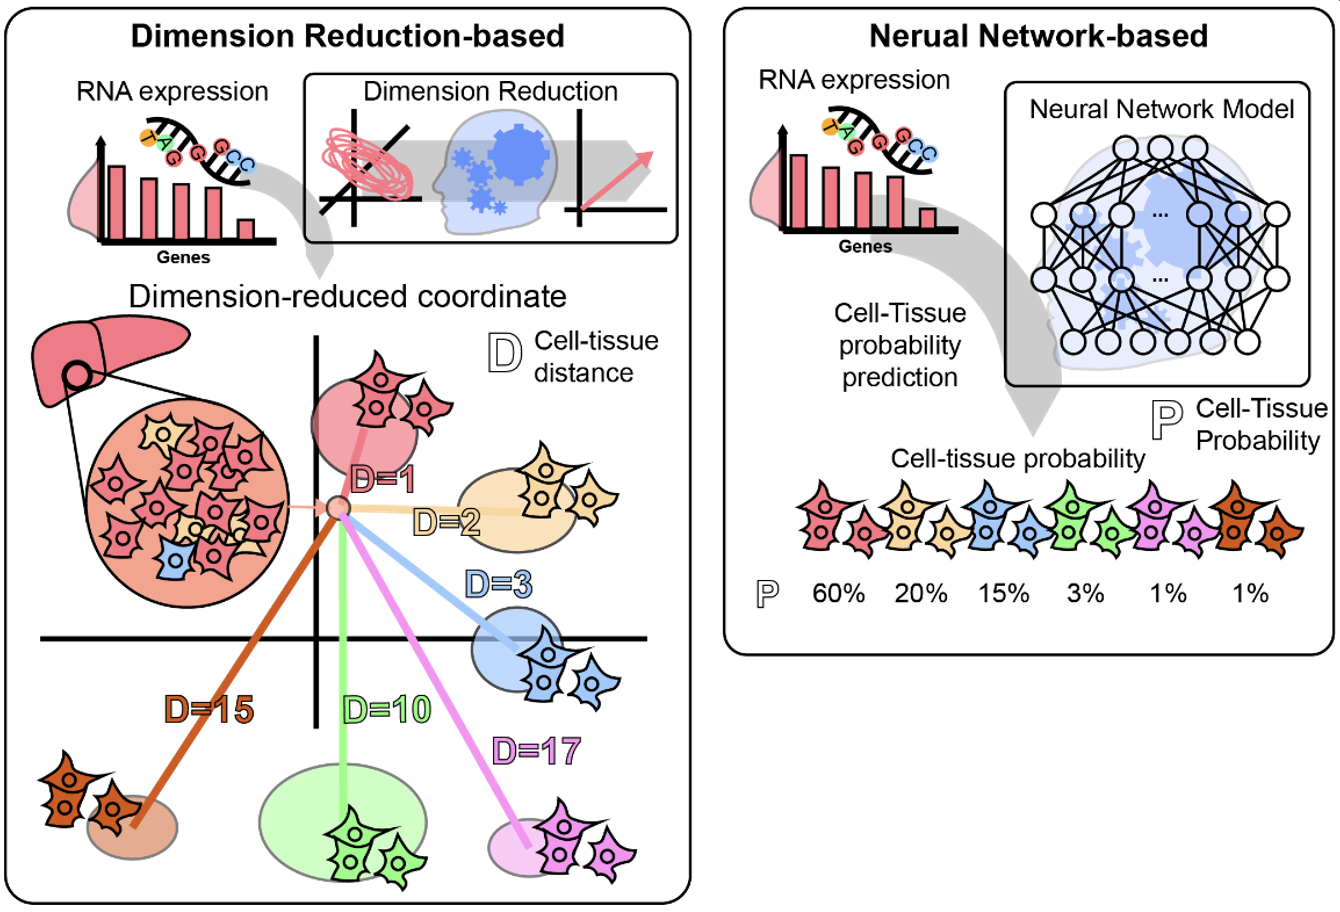 Dimension Reduction-based
RNA expression
T A G G G C C
Genes
Dimension Reduction
Dimension-reduced coordinate
D Cell-tissue
distance
D=1
D=2
D=3
D=15
D=10
D=17
Nerual Network-based
RNA expression
T A G G G C C
Genes
Neural Network Model
...
...
Cell-Tissue
probability
prediction
P Cell-Tissue
Probability
Cell-tissue probability
P 60% 20% 15% 3% 1% 1%